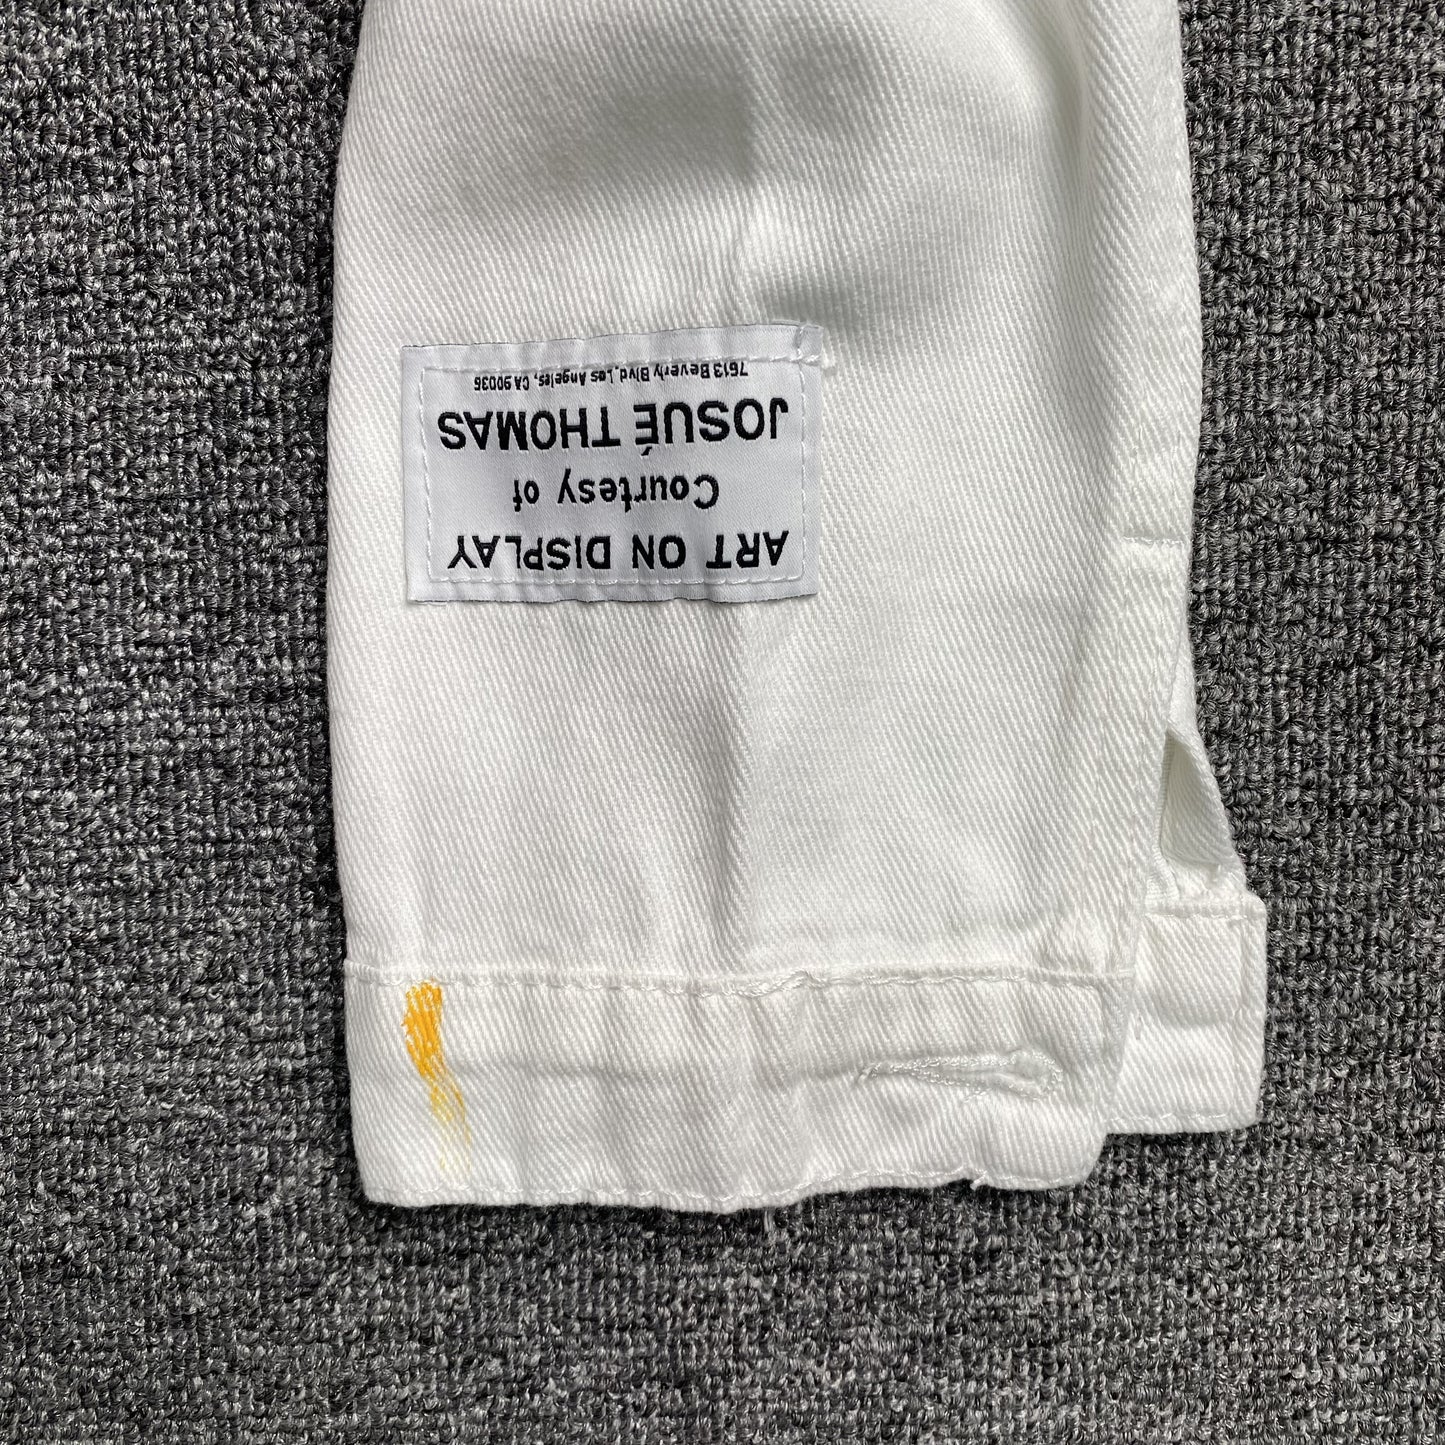 ART ON DISPLAY
Courtesy of
JOSUÉ THOMAS
7613 Beverly Blvd, Los Angeles, CA 90036